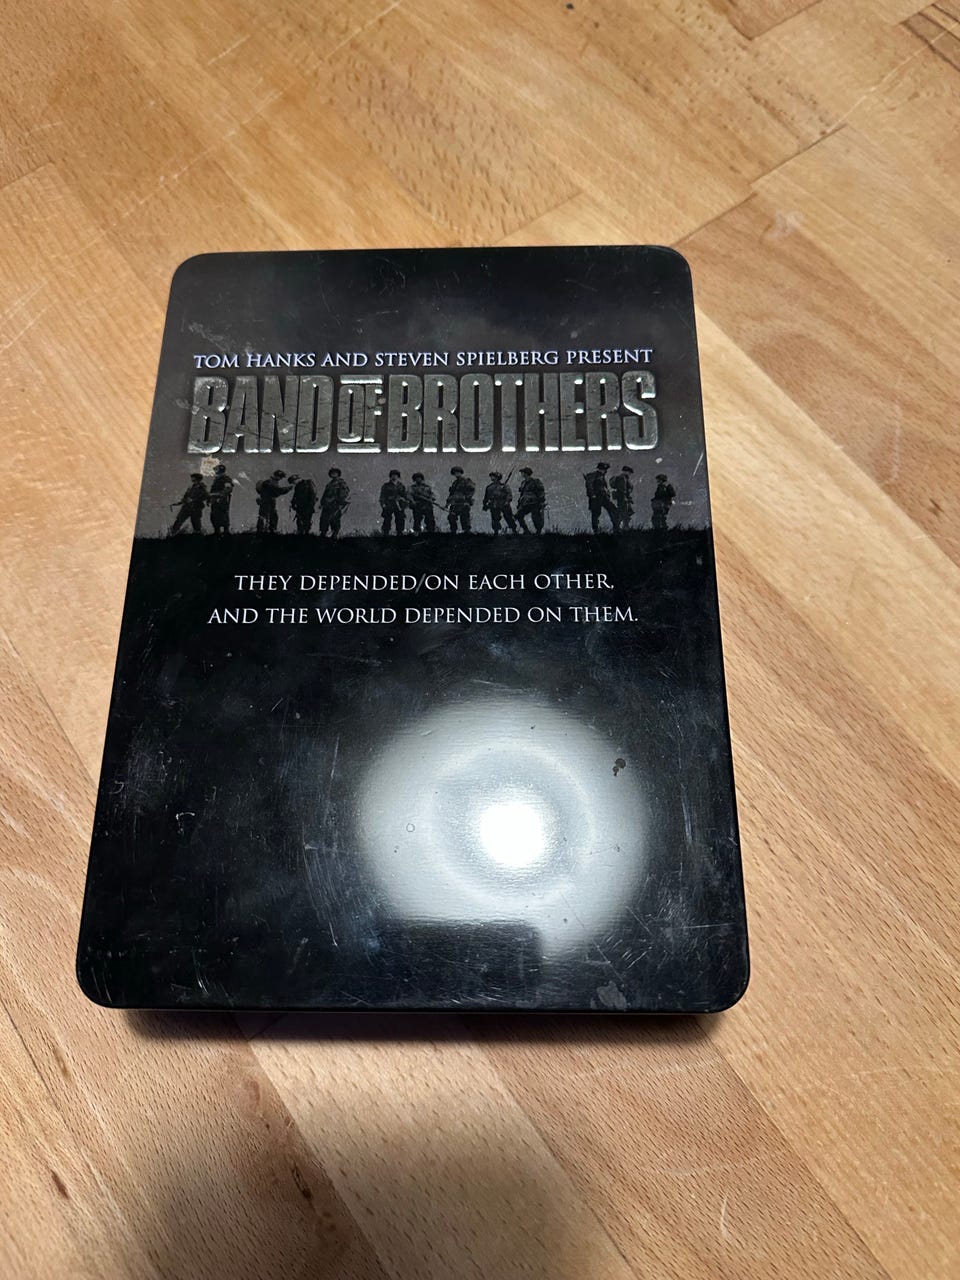 TOM HANKS AND STEVEN SPIELBERG PRESENT
BAND OF BROTHERS
THEY DEPENDED ON EACH OTHER,
AND THE WORLD DEPENDED ON THEM.